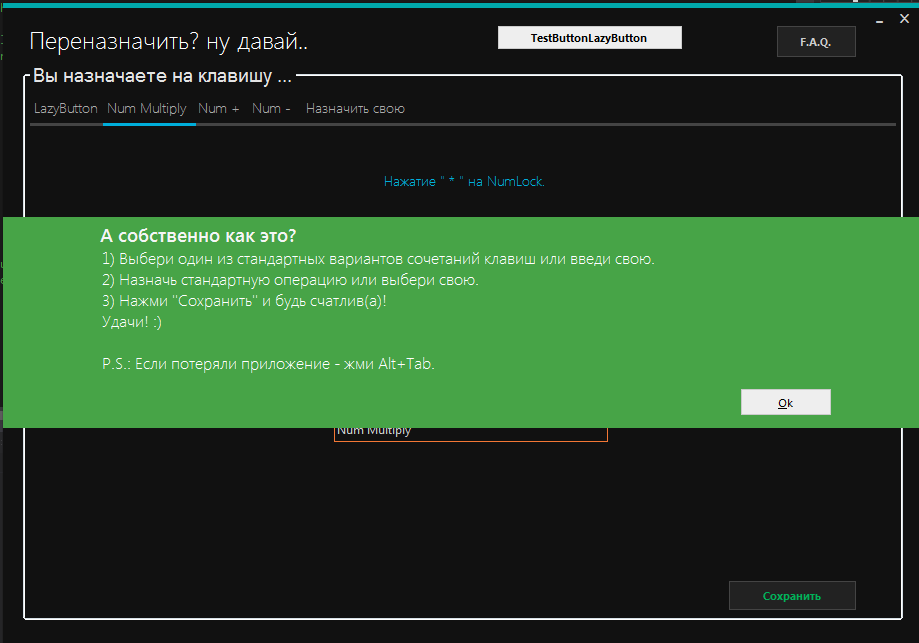 Переназначить? ну давай..
TestButtonLazyButton
F.A.Q.
Вы назначаете на клавишу ...
LazyButton Num Multiply Num + Num - Назначить свою
Нажатие " * " на NumLock.
А собственно как это?
1) Выбери один из стандартных вариантов сочетаний клавиш или введи свою.
2) Назначь стандартную операцию или выбери свою.
3) Нажми "Сохранить" и будь счатлив(а)!
Удачи! :)
P.S.: Если потеряли приложение - жми Alt+Tab.
Ok
Num Multiply
Сохранить